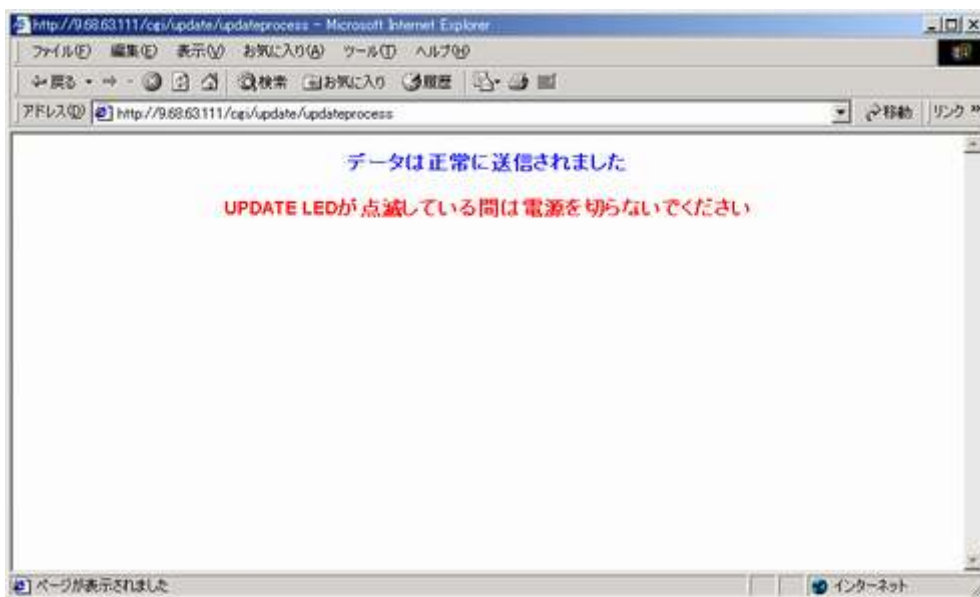 http://9.68.63.111/cgi/update/updateprocess - Microsoft Internet Explorer
ファイル(F) 編集(E) 表示(V) お気に入り(A) ツール(T) ヘルプ(H)
戻る 検索 お気に入り 履歴
アドレス(D) http://9.68.63.111/cgi/update/updateprocess 移動 リンク »
データは正常に送信されました
UPDATE LEDが点滅している間は電源を切らないでください
ページが表示されました インターネット